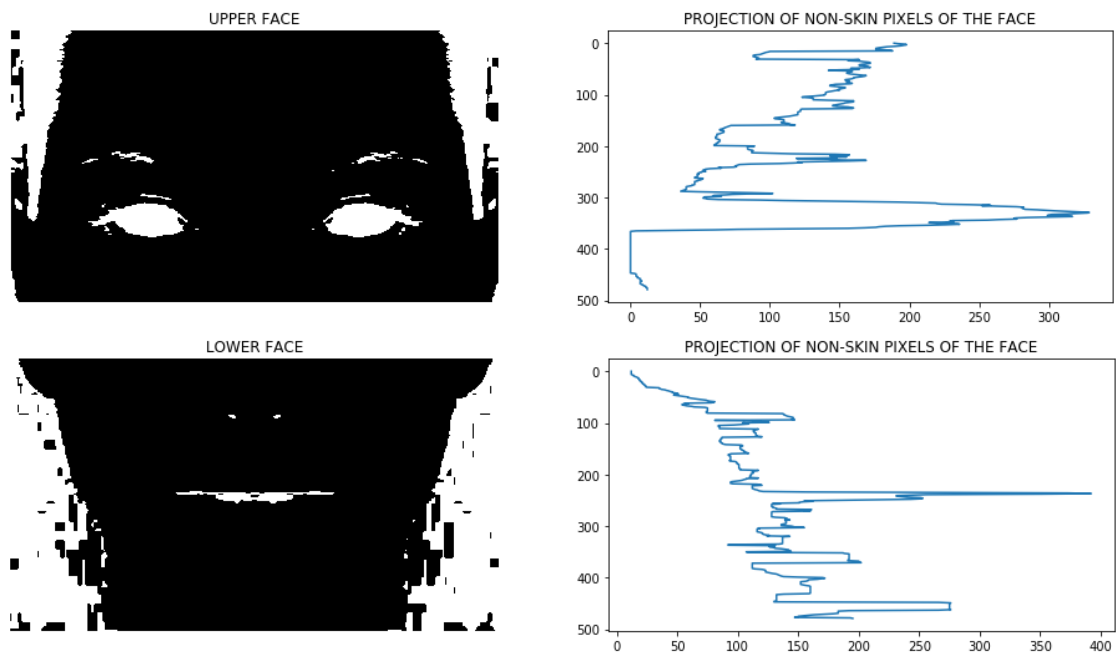 UPPER FACE
PROJECTION OF NON-SKIN PIXELS OF THE FACE
0
100
200
300
400
500
0 50 100 150 200 250 300
LOWER FACE
PROJECTION OF NON-SKIN PIXELS OF THE FACE
0
100
200
300
400
500
0 50 100 150 200 250 300 350 400